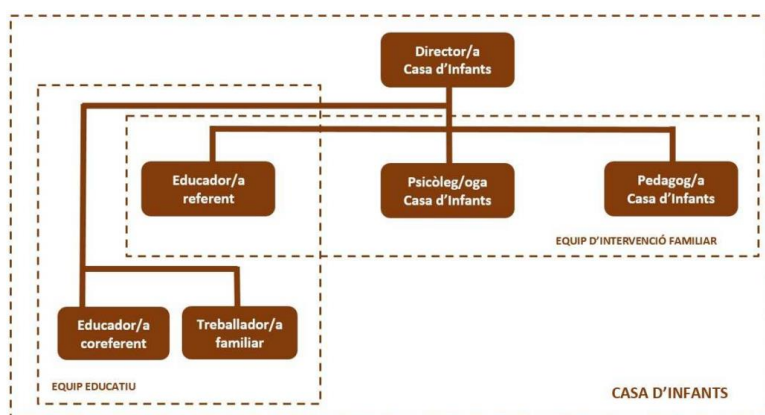 Director/a
Casa d'Infants
Educador/a
referent
Psicòleg/oga
Casa d'Infants
Pedagog/a
Casa d'Infants
EQUIP D'INTERVENCIÓ FAMILIAR
Educador/a
coreferent
Treballador/a
familiar
EQUIP EDUCATIU
CASA D'INFANTS